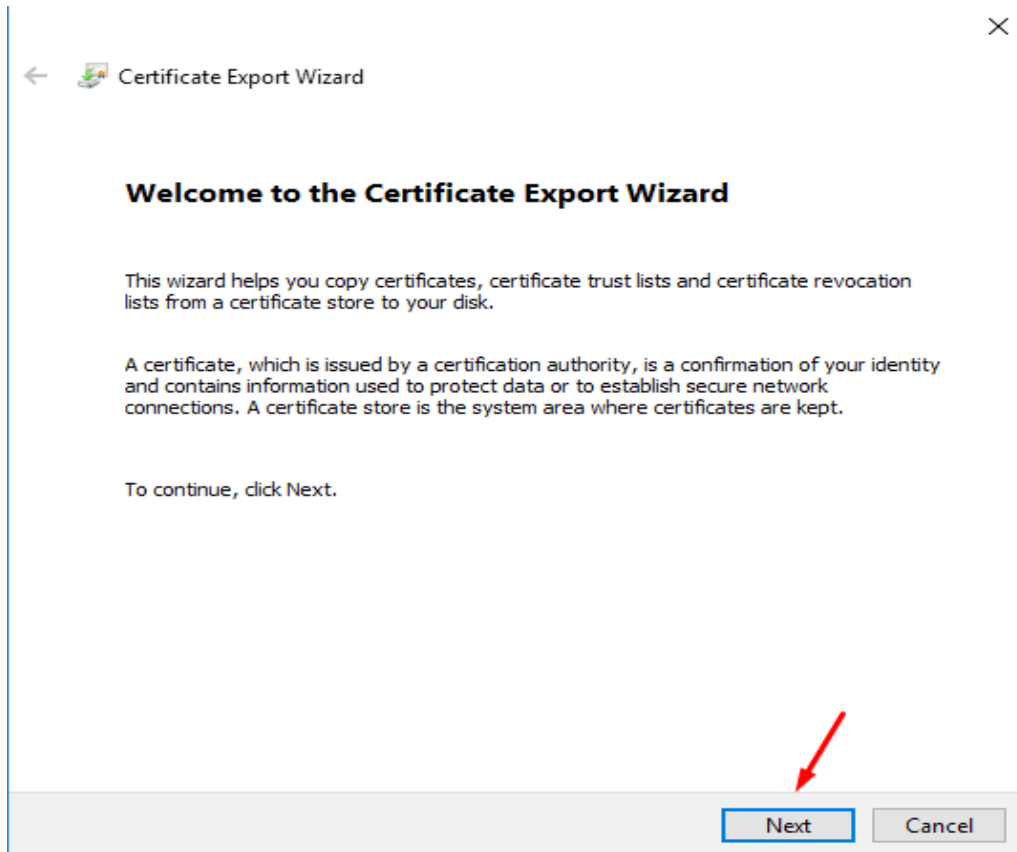 Certificate Export Wizard
Welcome to the Certificate Export Wizard
This wizard helps you copy certificates, certificate trust lists and certificate revocation
lists from a certificate store to your disk.
A certificate, which is issued by a certification authority, is a confirmation of your identity
and contains information used to protect data or to establish secure network
connections. A certificate store is the system area where certificates are kept.
To continue, click Next.
Next Cancel